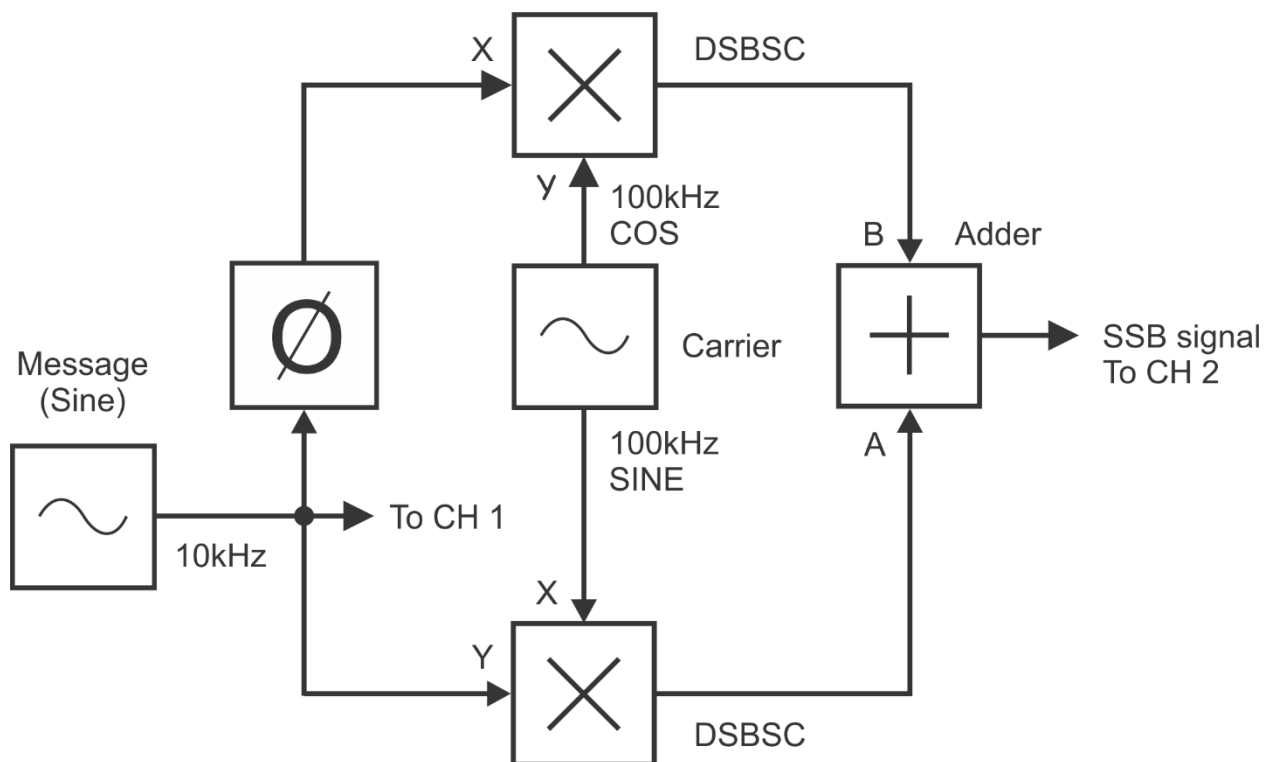 X
DSBSC
y
100kHz
COS
B
Adder
Ø
Message
(Sine)
Carrier
SSB signal
To CH 2
100kHz
SINE
A
To CH 1
10kHz
X
Y
DSBSC